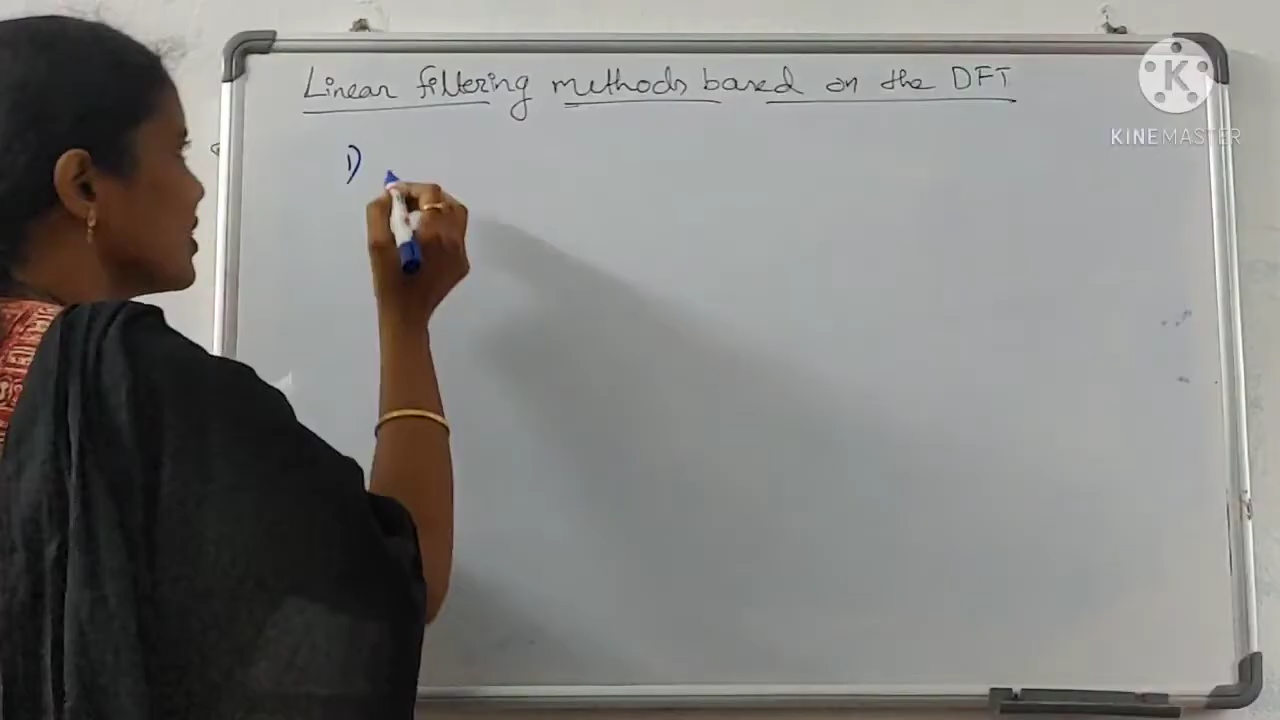 Linear filtering methods based on the DFT
1)
K
KINEMASTER